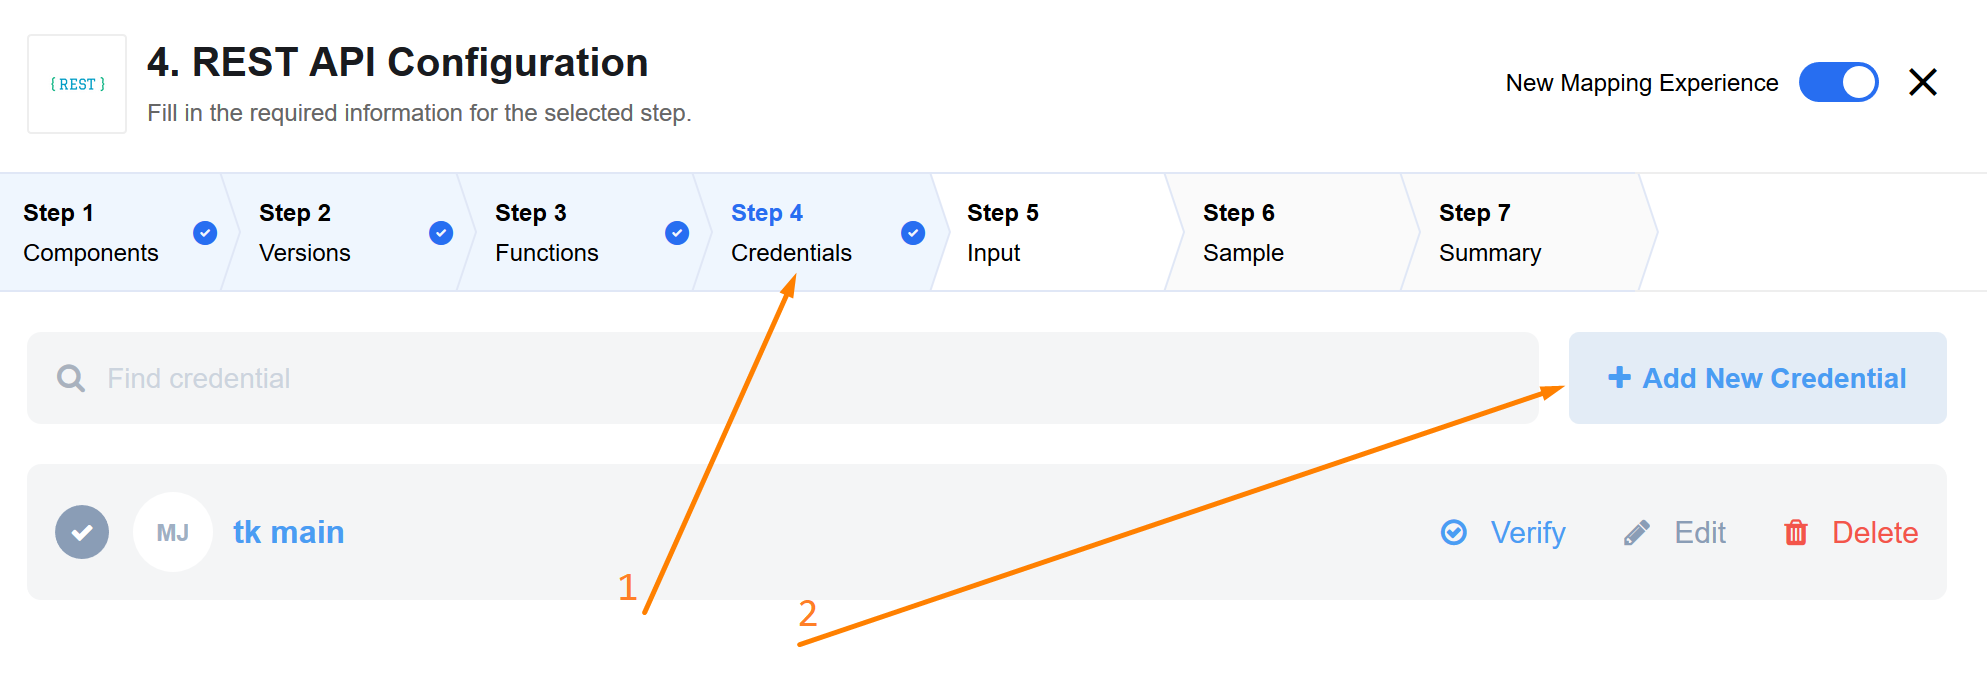 {REST}
4. REST API Configuration
Fill in the required information for the selected step.
New Mapping Experience
Step 1
Components
Step 2
Versions
Step 3
Functions
Step 4
Credentials
Step 5
Input
Step 6
Sample
Step 7
Summary
Find credential
+ Add New Credential
MJ
tk main
Verify
Edit
Delete
1
2